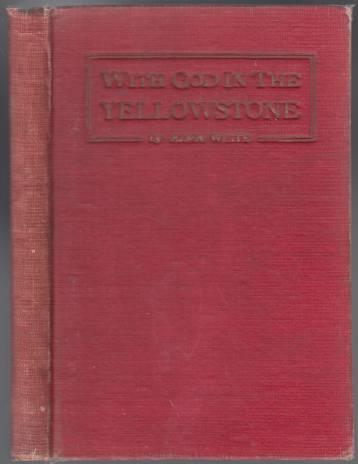 WITH GOD IN THE
YELLOWSTONE
by ALMA WHITE